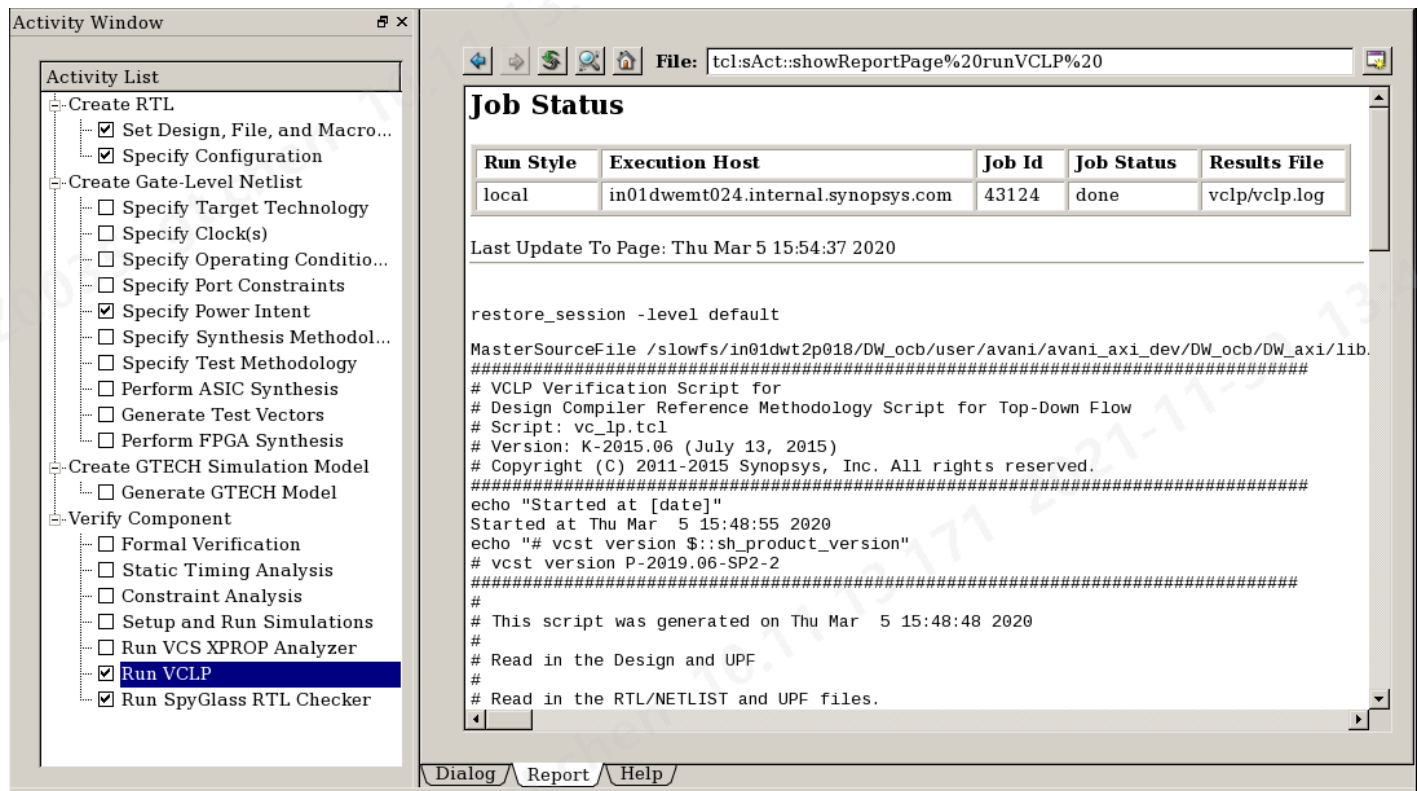 Activity Window
Activity List
Create RTL
Set Design, File, and Macro...
Specify Configuration
Create Gate-Level Netlist
Specify Target Technology
Specify Clock(s)
Specify Operating Conditio...
Specify Port Constraints
Specify Power Intent
Specify Synthesis Methodol...
Specify Test Methodology
Perform ASIC Synthesis
Generate Test Vectors
Perform FPGA Synthesis
Create GTECH Simulation Model
Generate GTECH Model
Verify Component
Formal Verification
Static Timing Analysis
Constraint Analysis
Setup and Run Simulations
Run VCS XPROP Analyzer
Run VCLP
Run SpyGlass RTL Checker
File: tcl:sAct::showReportPage%20runVCLP%20
Job Status
Run Style Execution Host Job Id Job Status Results File
local in01dwemt024.internal.synopsys.com 43124 done vclp/vclp.log
Last Update To Page: Thu Mar 5 15:54:37 2020
restore_session -level default
MasterSourceFile /slowfs/in01dwt2p018/DW_ocb/user/avani/avani_axi_dev/DW_ocb/DW_axi/lib.
################################################################################
# VCLP Verification Script for
# Design Compiler Reference Methodology Script for Top-Down Flow
# Script: vc_lp.tcl
# Version: K-2015.06 (July 13, 2015)
# Copyright (C) 2011-2015 Synopsys, Inc. All rights reserved.
################################################################################
echo "Started at [date]"
Started at Thu Mar  5 15:48:55 2020
echo "# vcst version $::sh_product_version"
# vcst version P-2019.06-SP2-2
###############################################################################
#
# This script was generated on Thu Mar  5 15:48:48 2020
#
# Read in the Design and UPF
#
# Read in the RTL/NETLIST and UPF files.
Dialog Report Help
10.11.13.171 2021-11-30